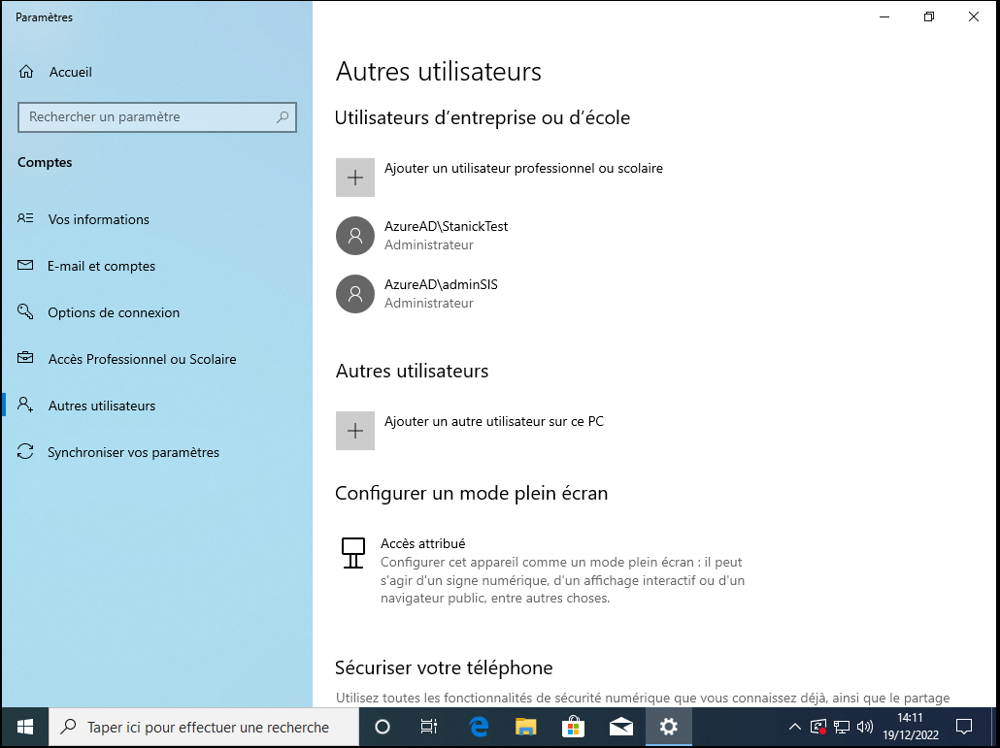 Paramètres
Accueil
Rechercher un paramètre
Comptes
Vos informations
E-mail et comptes
Options de connexion
Accès Professionnel ou Scolaire
Autres utilisateurs
Synchroniser vos paramètres
Autres utilisateurs
Utilisateurs d’entreprise ou d’école
Ajouter un utilisateur professionnel ou scolaire
AzureAD\StanickTest
Administrateur
AzureAD\adminSIS
Administrateur
Autres utilisateurs
Ajouter un autre utilisateur sur ce PC
Configurer un mode plein écran
Accès attribué
Configurer cet appareil comme un mode plein écran : il peut
s'agir d'un signe numérique, d'un affichage interactif ou d'un
navigateur public, entre autres choses.
Sécuriser votre téléphone
Utilisez toutes les fonctionnalités de sécurité numérique que vous connaissez déjà, ainsi que le partage
Taper ici pour effectuer une recherche
14:11
19/12/2022